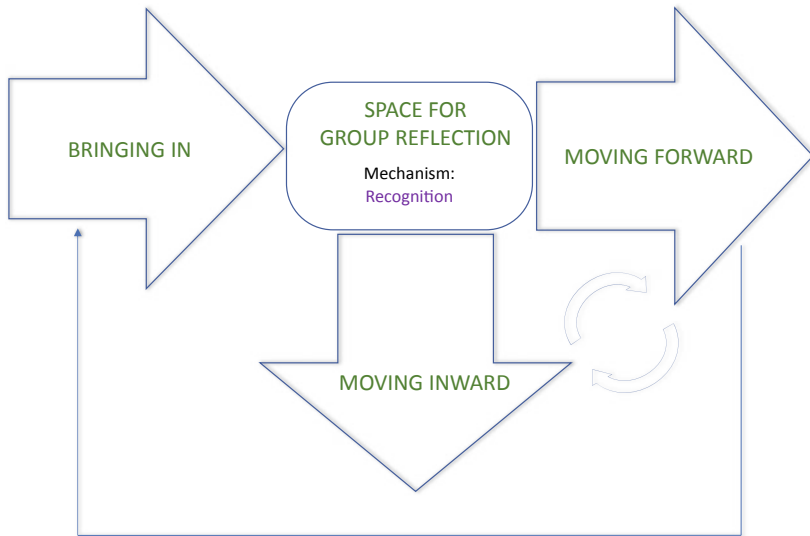 BRINGING IN
SPACE FOR
GROUP REFLECTION
Mechanism:
Recognition
MOVING FORWARD
MOVING INWARD